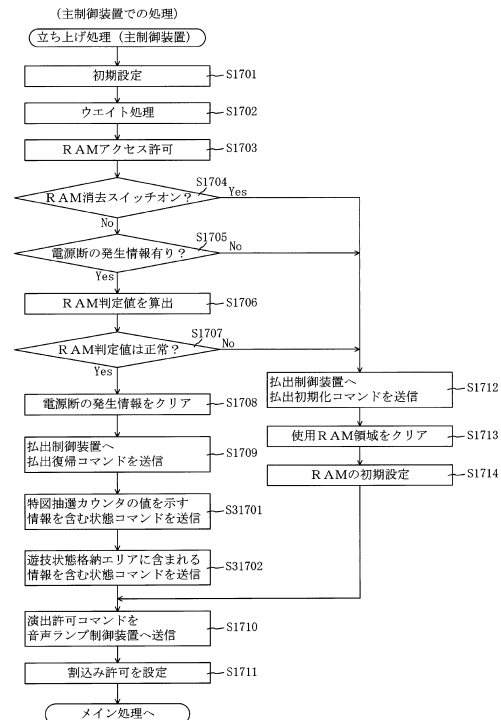 （主制御装置での処理）
立ち上げ処理（主制御装置）
初期設定
S1701
ウエイト処理
S1702
ＲＡＭアクセス許可
S1703
ＲＡＭ消去スイッチオン？
S1704
Yes
No
電源断の発生情報有り？
S1705
No
Yes
ＲＡＭ判定値を算出
S1706
ＲＡＭ判定値は正常？
S1707
No
Yes
電源断の発生情報をクリア
S1708
払出制御装置へ
払出復帰コマンドを送信
S1709
特図抽選カウンタの値を示す
情報を含む状態コマンドを送信
S31701
遊技状態格納エリアに含まれる
情報を含む状態コマンドを送信
S31702
払出制御装置へ
払出初期化コマンドを送信
S1712
使用ＲＡＭ領域をクリア
S1713
ＲＡＭの初期設定
S1714
演出許可コマンドを
音声ランプ制御装置へ送信
S1710
割込み許可を設定
S1711
メイン処理へ